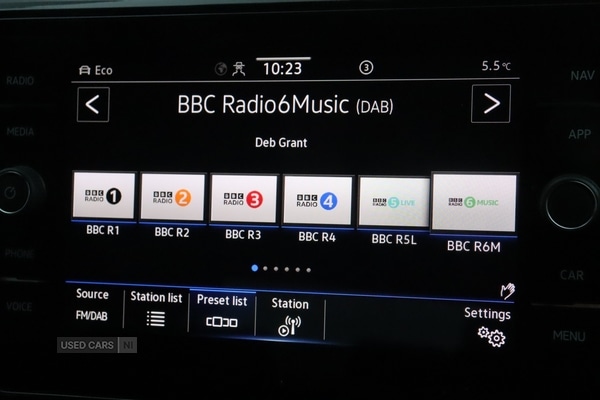 RADIO
MEDIA
PHONE
VOICE
Eco
10:23
3
5.5°C
BBC Radio6Music (DAB)
Deb Grant
BBC RADIO 1
BBC RADIO 2
BBC RADIO 3
BBC RADIO 4
BBC RADIO 5 LIVE
BBC RADIO 6 MUSIC
BBC R1
BBC R2
BBC R3
BBC R4
BBC R5L
BBC R6M
Source
FM/DAB
Station list
Preset list
Station
Settings
NAV
APP
CAR
MENU
USED CARS NI